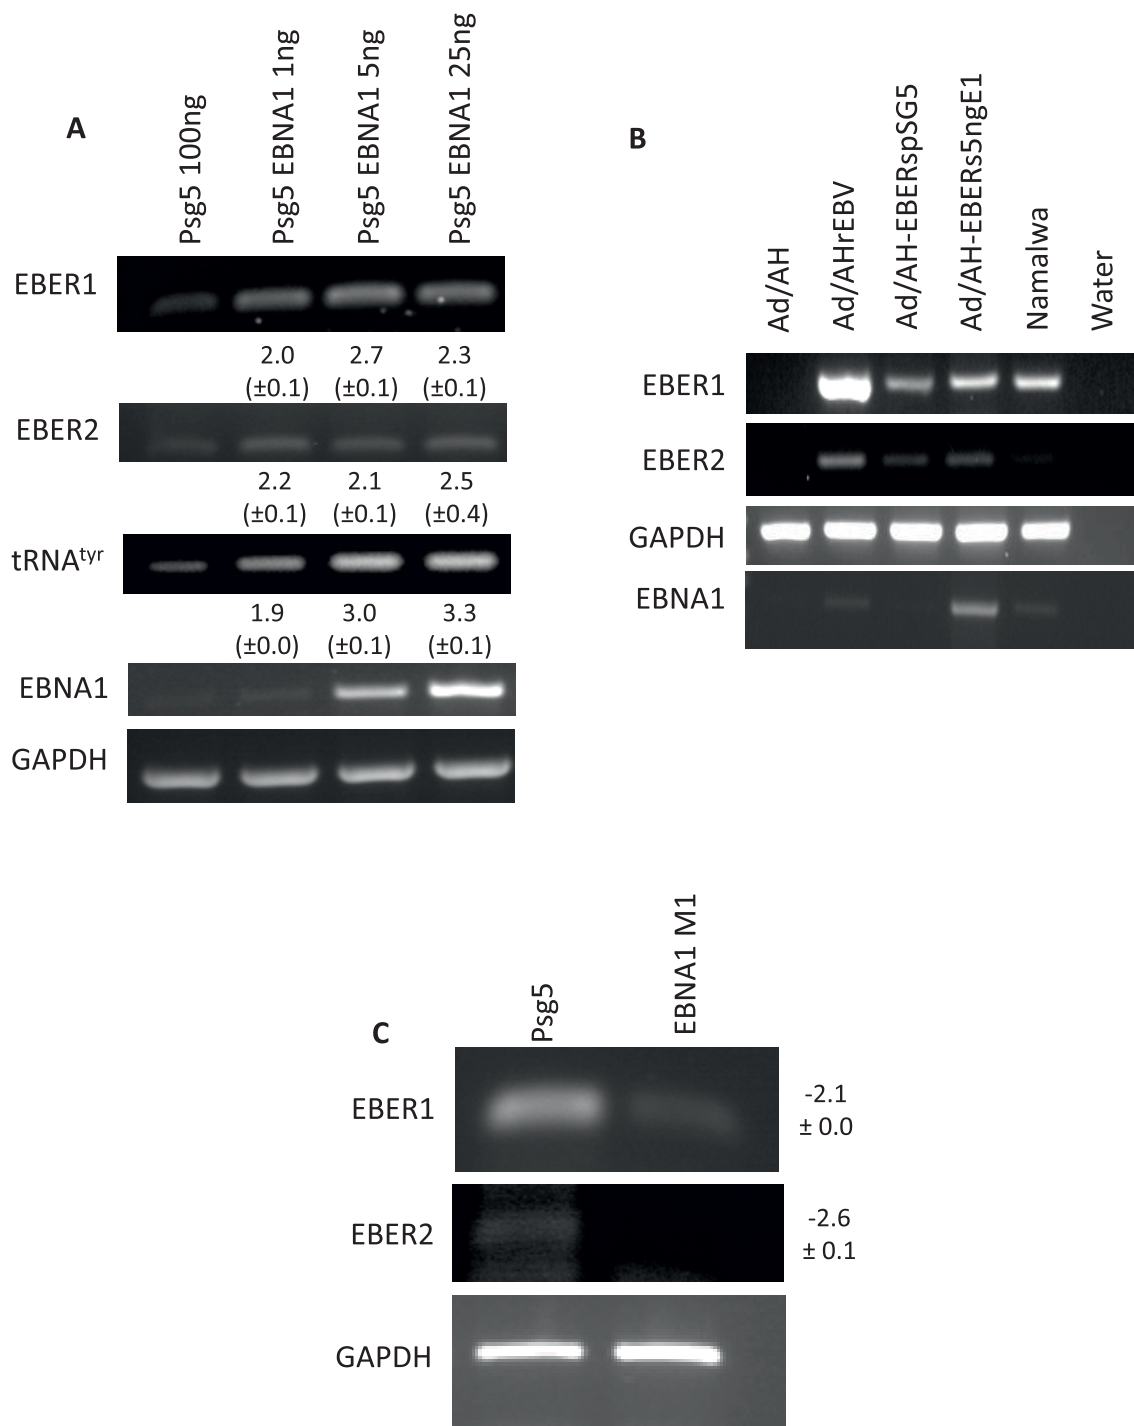 A
Psg5 100ng
Psg5 EBNA1 1ng
Psg5 EBNA1 5ng
Psg5 EBNA1 25ng
EBER1
2.0 2.7 2.3
(±0.1) (±0.1) (±0.1)
EBER2
2.2 2.1 2.5
(±0.1) (±0.1) (±0.4)
tRNAtyr
1.9 3.0 3.3
(±0.0) (±0.1) (±0.1)
EBNA1
GAPDH
B
Ad/AH
Ad/AHrEBV
Ad/AH-EBERspSG5
Ad/AH-EBERs5ngE1
Namalwa
Water
EBER1
EBER2
GAPDH
EBNA1
C
Psg5
EBNA1 M1
EBER1
-2.1
± 0.0
EBER2
-2.6
± 0.1
GAPDH